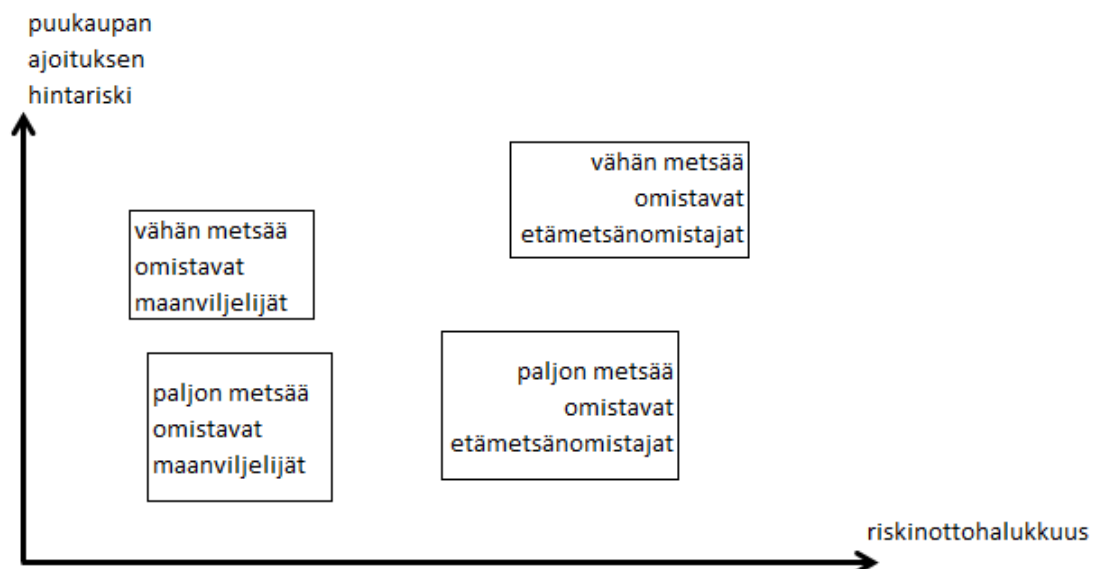 puukaupan
ajoituksen
hintariski
vähän metsää
omistavat
etämetsänomistajat
vähän metsää
omistavat
maanviljelijät
paljon metsää
omistavat
etämetsänomistajat
paljon metsää
omistavat
maanviljelijät
riskinottohalukkuus